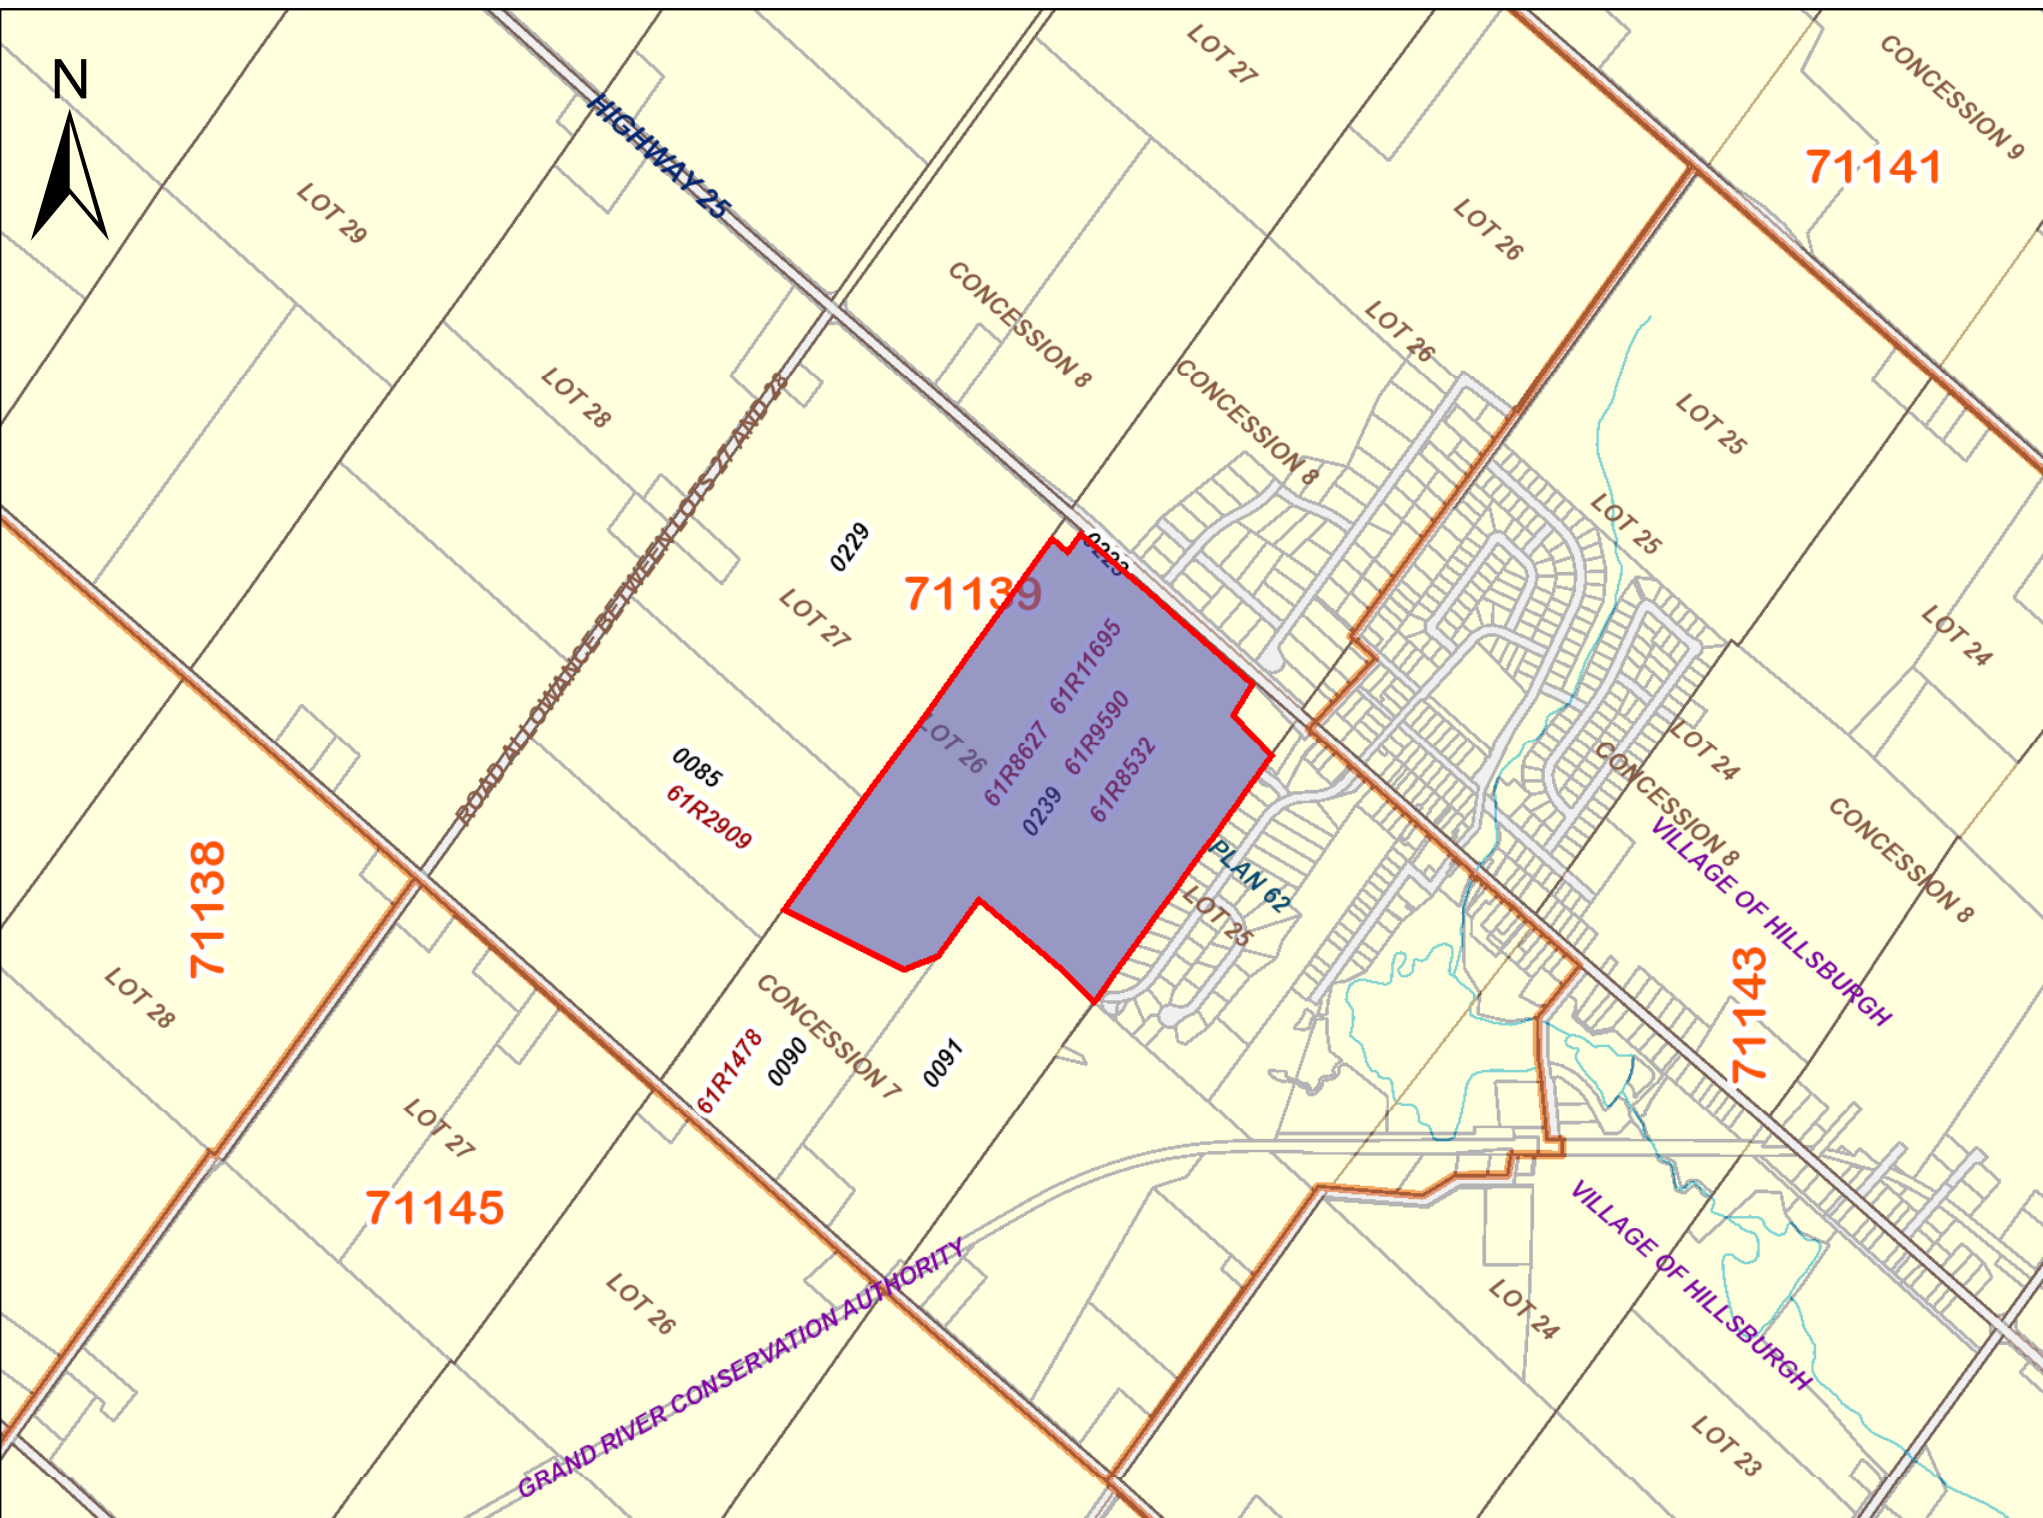 LOT 27
CONCESSION 9
N
HIGHWAY 25
71141
LOT 29
LOT 26
CONCESSION 8
LOT 26
LOT 28
CONCESSION 8
LOT 25
ROAD ALLOWANCE BETWEEN LOTS 27 AND 28
LOT 25
0229
0223
71139
LOT 27
61R11695
LOT 24
LOT 26
61R8627
61R9590
LOT 24
0085
61R2909
0239
61R8532
CONCESSION 8
CONCESSION 8
VILLAGE OF HILLSBURGH
71138
PLAN 62
LOT 25
LOT 28
CONCESSION 7
71143
61R1478
0090
0091
LOT 27
71145
VILLAGE OF HILLSBURGH
LOT 26
GRAND RIVER CONSERVATION AUTHORITY
LOT 24
LOT 23